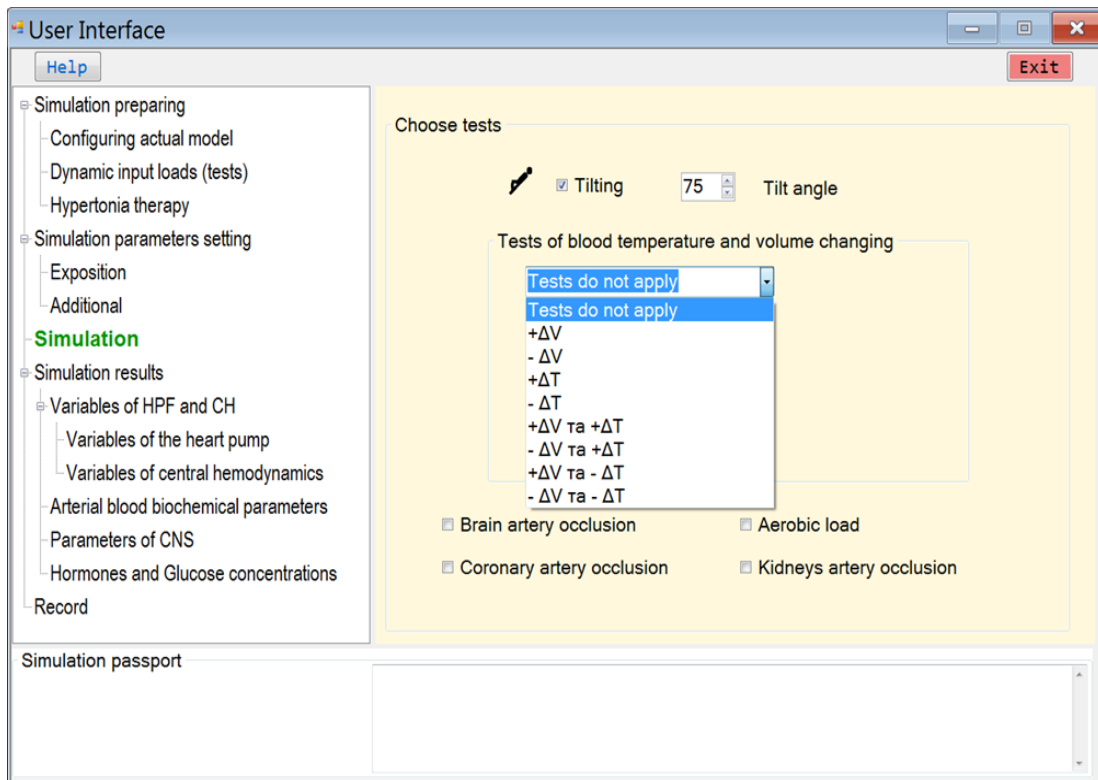 User Interface
Help
Exit
Simulation preparing
Configuring actual model
Dynamic input loads (tests)
Hypertonia therapy
Simulation parameters setting
Exposition
Additional
Simulation
Simulation results
Variables of HPF and CH
Variables of the heart pump
Variables of central hemodynamics
Arterial blood biochemical parameters
Parameters of CNS
Hormones and Glucose concentrations
Record
Choose tests
Tilting 75 Tilt angle
Tests of blood temperature and volume changing
Tests do not apply
Tests do not apply
+ΔV
- ΔV
+ΔT
- ΔT
+ΔV та +ΔT
- ΔV та +ΔT
+ΔV та - ΔT
- ΔV та - ΔT
Brain artery occlusion
Aerobic load
Coronary artery occlusion
Kidneys artery occlusion
Simulation passport